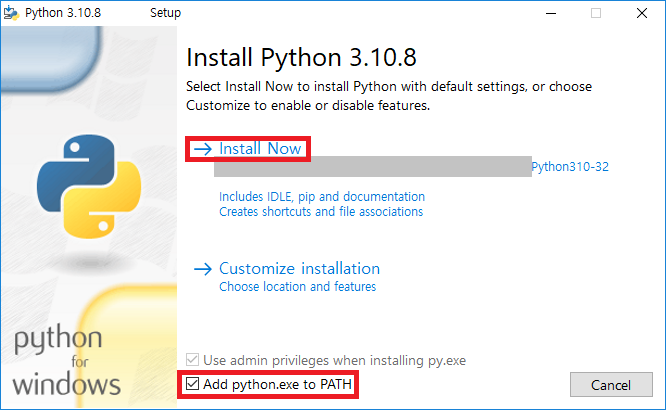 Python 3.10.8 Setup
Install Python 3.10.8
Select Install Now to install Python with default settings, or choose
Customize to enable or disable features.
Install Now
Python310-32
Includes IDLE, pip and documentation
Creates shortcuts and file associations
Customize installation
Choose location and features
python
for
windows
Use admin privileges when installing py.exe
Add python.exe to PATH
Cancel